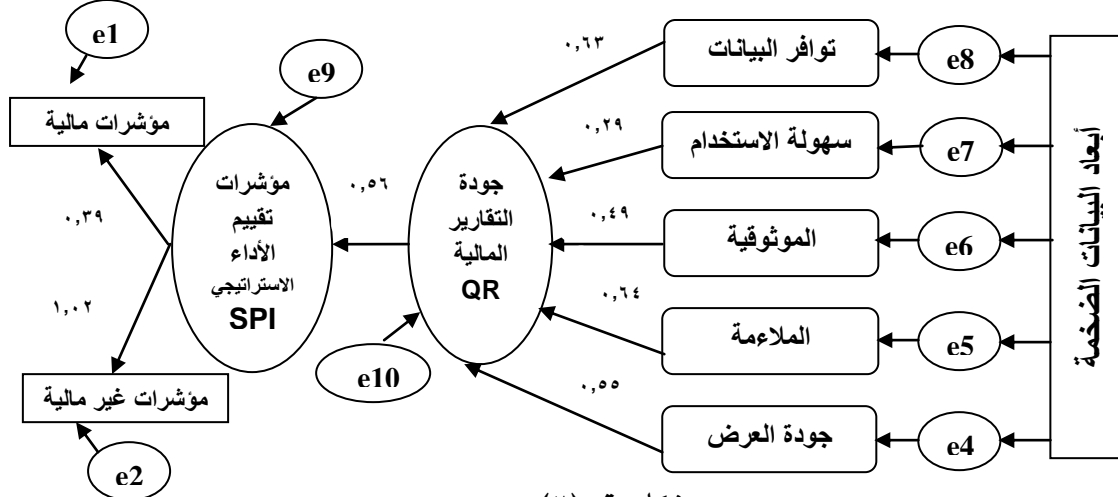 أبعاد البيانات الضخمة
e8
توافر البيانات
٠,٦٣
e7
سهولة الاستخدام
٠,٢٩
e6
الموثوقية
٠,٤٩
e5
الملاءمة
٠,٦٤
e4
جودة العرض
٠,٥٥
جودة
التقارير
المالية
QR
e10
٠,٥٦
e9
مؤشرات
تقييم
الأداء
الاستراتيجي
SPI
e1
مؤشرات مالية
٠,٣٩
١,٠٢
مؤشرات غير مالية
e2